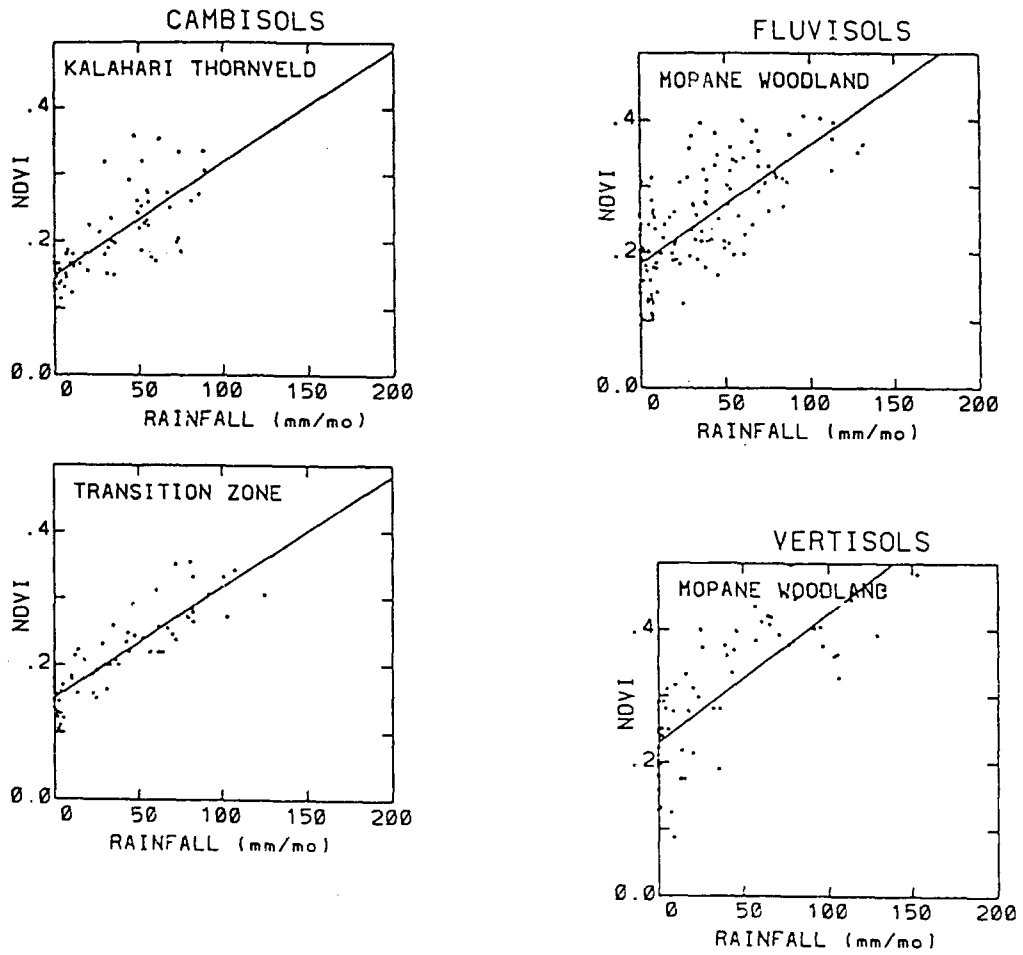 CAMBISOLS
KALAHARI THORNVELD
.4
.2
0.0
NDVI
0 50 100 150 200
RAINFALL (mm/mo)
TRANSITION ZONE
.4
.2
0.0
NDVI
0 50 100 150 200
RAINFALL (mm/mo)
FLUVISOLS
MOPANE WOODLAND
.4
.2
0.0
NDVI
0 50 100 150 200
RAINFALL (mm/mo)
VERTISOLS
MOPANE WOODLAND
.4
.2
0.0
NDVI
0 50 100 150 200
RAINFALL (mm/mo)